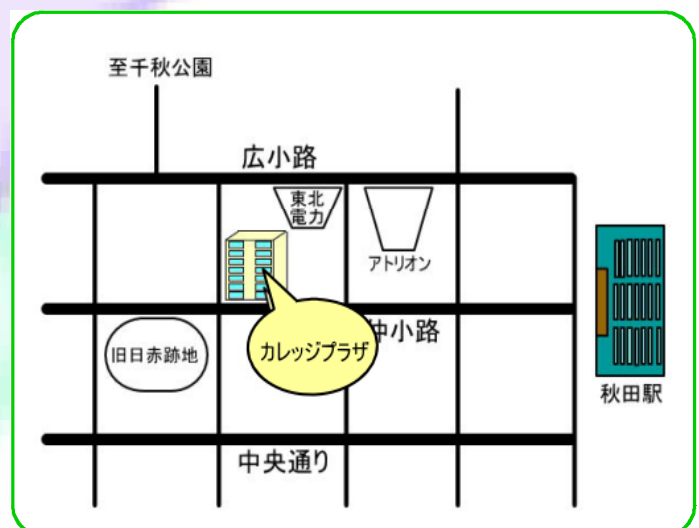 至千秋公園
広小路
東北
電力
アトリオン
仲小路
カレッジプラザ
旧日赤跡地
秋田駅
中央通り